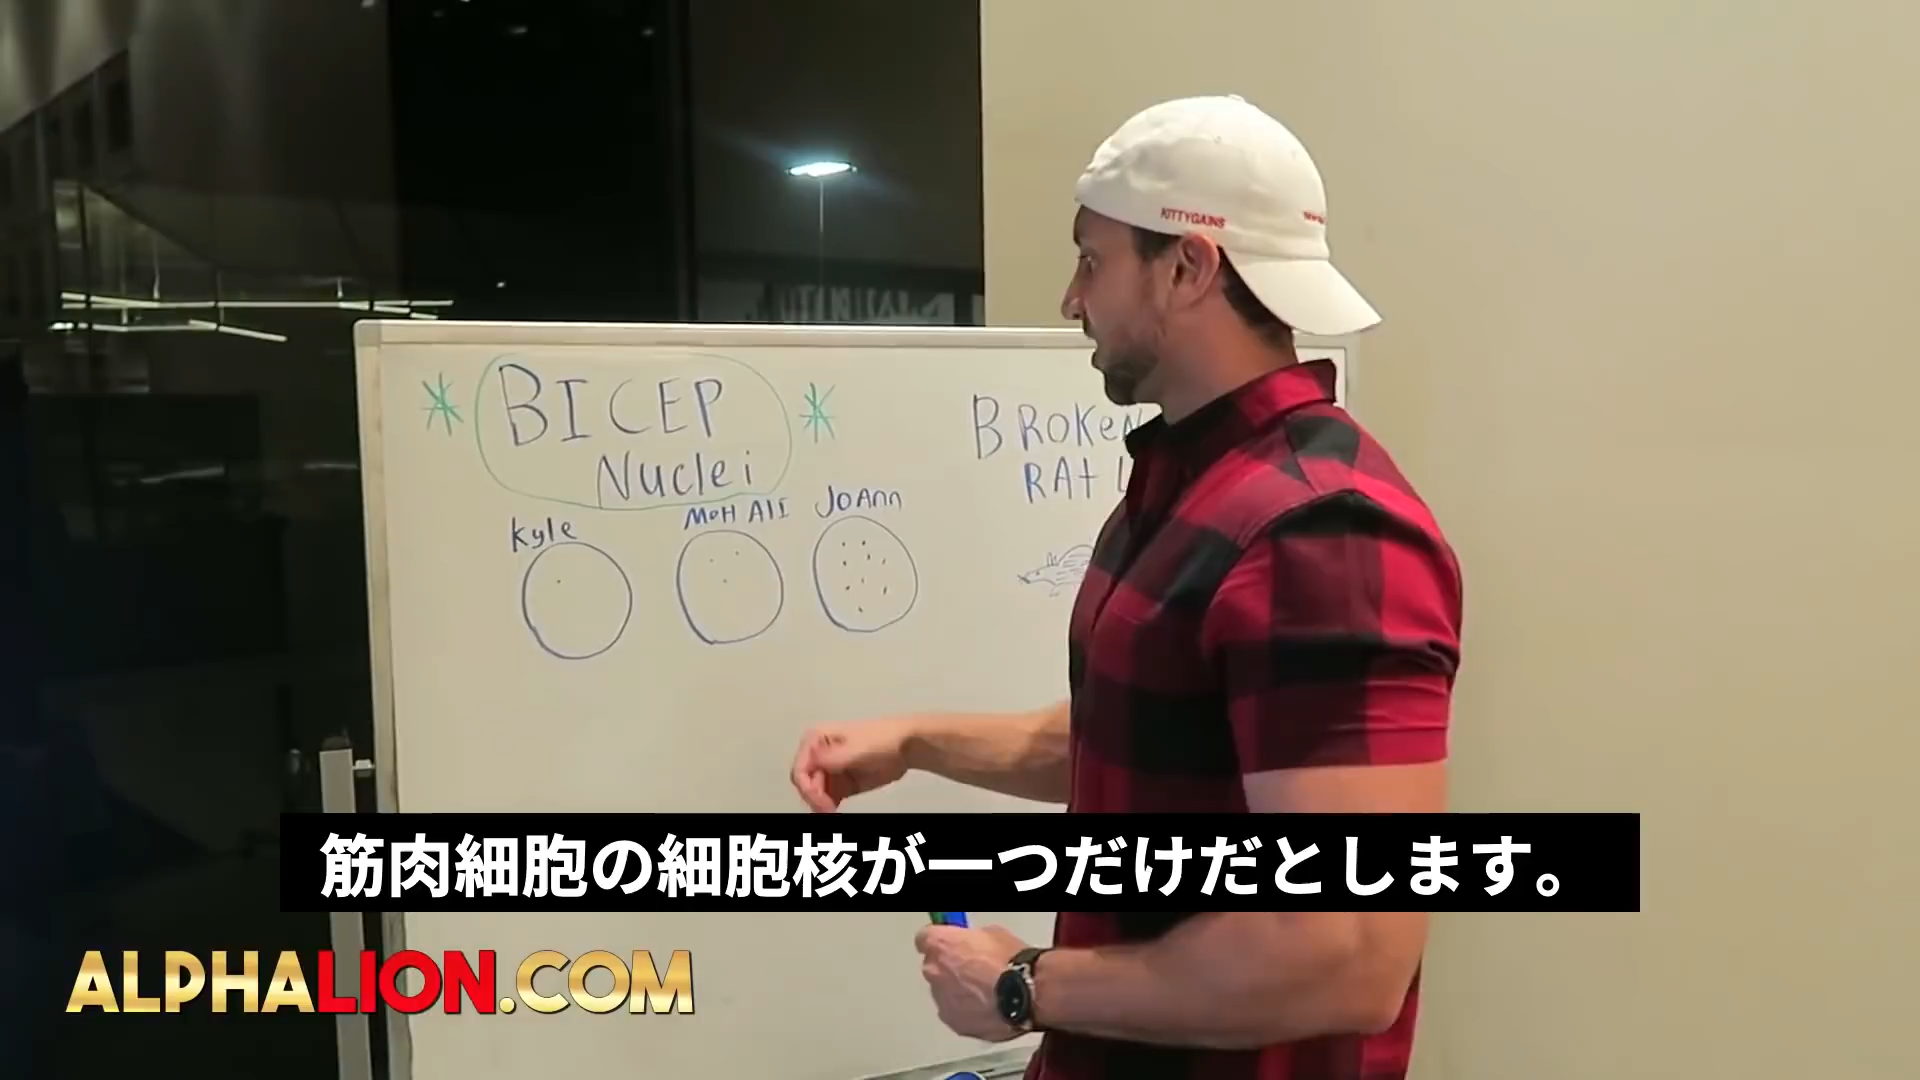 KITTYGAINS
BICEP
Nuclei
BROKEN
RAt L
Kyle
MoH AlI
JoAnn
筋肉細胞の細胞核が一つだけだとします。
ALPHALION.COM